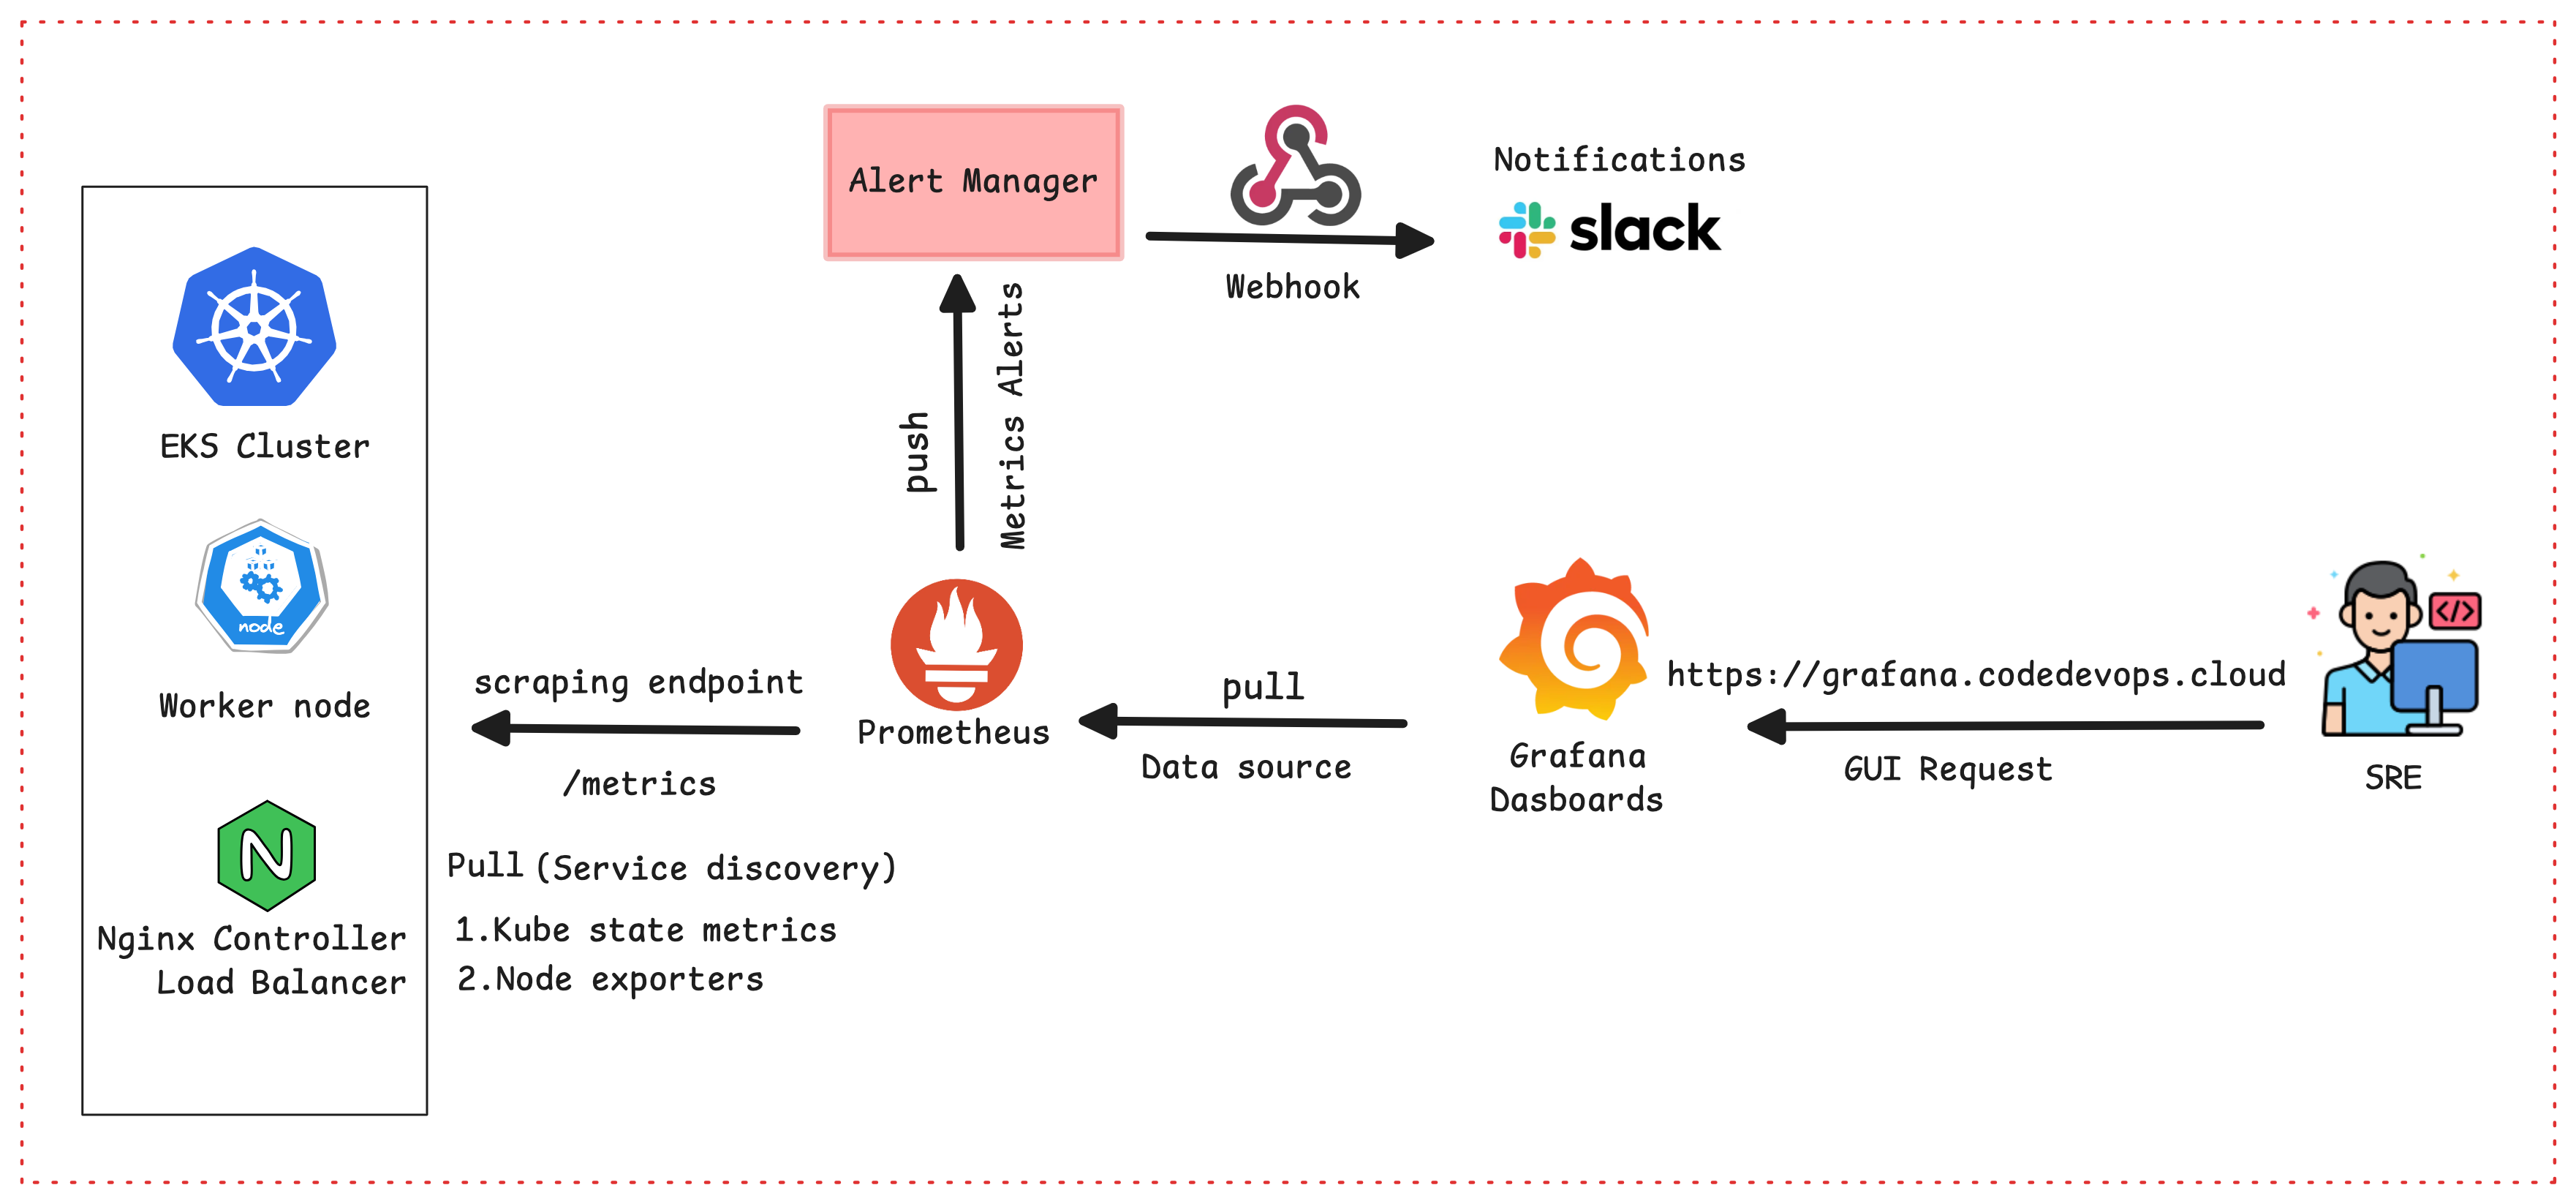 Alert Manager
Notifications
slack
Webhook
push
Metrics Alerts
EKS Cluster
node
Worker node
Nginx Controller
Load Balancer
scraping endpoint
/metrics
Pull (Service discovery)
1.Kube state metrics
2.Node exporters
Prometheus
pull
Data source
Grafana
Dasboards
https://grafana.codedevops.cloud
GUI Request
</>
SRE
N